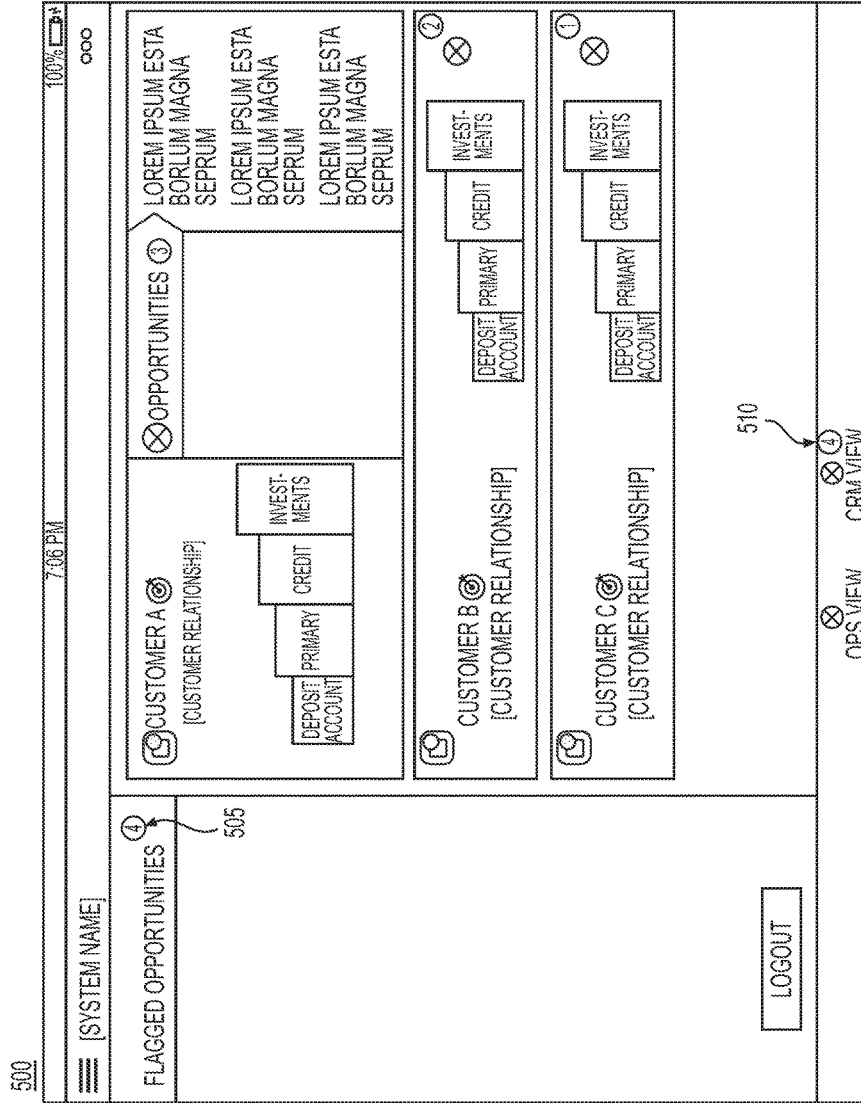 500
7:06 PM
100%
[SYSTEM NAME]
ooo
FLAGGED OPPORTUNITIES 4
505
LOGOUT
CUSTOMER A
[CUSTOMER RELATIONSHIP]
DEPOSIT
ACCOUNT
PRIMARY
CREDIT
INVEST-
MENTS
OPPORTUNITIES 3
LOREM IPSUM ESTA
BORLUM MAGNA
SEPRUM
LOREM IPSUM ESTA
BORLUM MAGNA
SEPRUM
LOREM IPSUM ESTA
BORLUM MAGNA
SEPRUM
CUSTOMER B
[CUSTOMER RELATIONSHIP]
DEPOSIT
ACCOUNT
PRIMARY
CREDIT
INVEST-
MENTS
2
CUSTOMER C
[CUSTOMER RELATIONSHIP]
DEPOSIT
ACCOUNT
PRIMARY
CREDIT
INVEST-
MENTS
1
510
4
OPS VIEW
CRM VIEW